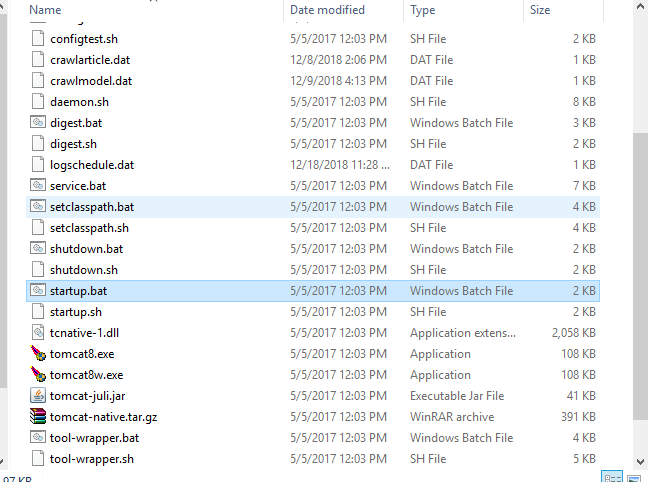 Name Date modified Type Size
configtest.sh 5/5/2017 12:03 PM SH File 2 KB
crawlarticle.dat 12/8/2018 2:06 PM DAT File 1 KB
crawlmodel.dat 12/9/2018 4:13 PM DAT File 1 KB
daemon.sh 5/5/2017 12:03 PM SH File 8 KB
digest.bat 5/5/2017 12:03 PM Windows Batch File 3 KB
digest.sh 5/5/2017 12:03 PM SH File 2 KB
logschedule.dat 12/18/2018 11:28 ... DAT File 1 KB
service.bat 5/5/2017 12:03 PM Windows Batch File 7 KB
setclasspath.bat 5/5/2017 12:03 PM Windows Batch File 4 KB
setclasspath.sh 5/5/2017 12:03 PM SH File 4 KB
shutdown.bat 5/5/2017 12:03 PM Windows Batch File 2 KB
shutdown.sh 5/5/2017 12:03 PM SH File 2 KB
startup.bat 5/5/2017 12:03 PM Windows Batch File 2 KB
startup.sh 5/5/2017 12:03 PM SH File 2 KB
tcnative-1.dll 5/5/2017 12:03 PM Application extens... 2,058 KB
tomcat8.exe 5/5/2017 12:03 PM Application 108 KB
tomcat8w.exe 5/5/2017 12:03 PM Application 108 KB
tomcat-juli.jar 5/5/2017 12:03 PM Executable Jar File 41 KB
tomcat-native.tar.gz 5/5/2017 12:03 PM WinRAR archive 391 KB
tool-wrapper.bat 5/5/2017 12:03 PM Windows Batch File 4 KB
tool-wrapper.sh 5/5/2017 12:03 PM SH File 5 KB
97 KB